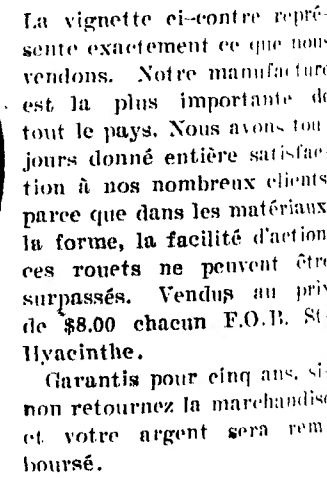 La vignette ci-contre repré-
sente exactement ce que nous
vendons. Notre manufacture
est la plus importante de
tout le pays. Nous avons tou-
jours donné entière satisfac-
tion à nos nombreux clients
parce que dans les matériaux
la forme, la facilité d'action
ces rouets ne peuvent être
surpassés. Vendus au prix
de $8.00 chacun F.O.B. St-
Hyacinthe.
Garantis pour cinq ans, si-
non retournez la marchandise
et votre argent sera rem
boursé.